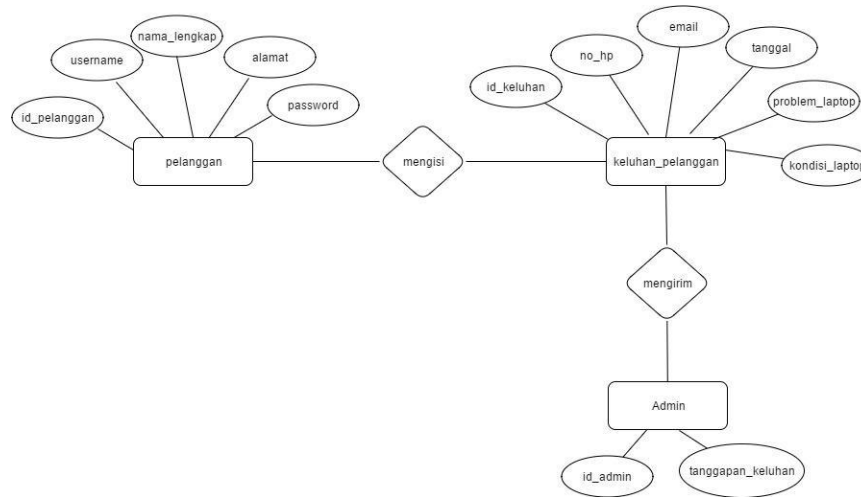 nama_lengkap
username
alamat
password
id_pelanggan
pelanggan
mengisi
email
no_hp
tanggal
id_keluhan
problem_laptop
kondisi_laptop
keluhan_pelanggan
mengirim
Admin
id_admin
tanggapan_keluhan